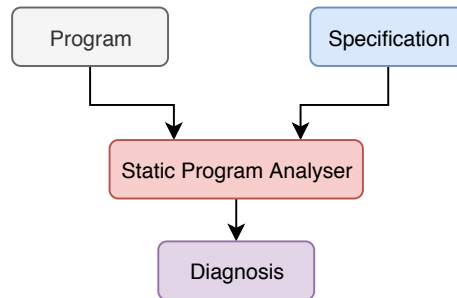 Program
Specification
Static Program Analyser
Diagnosis